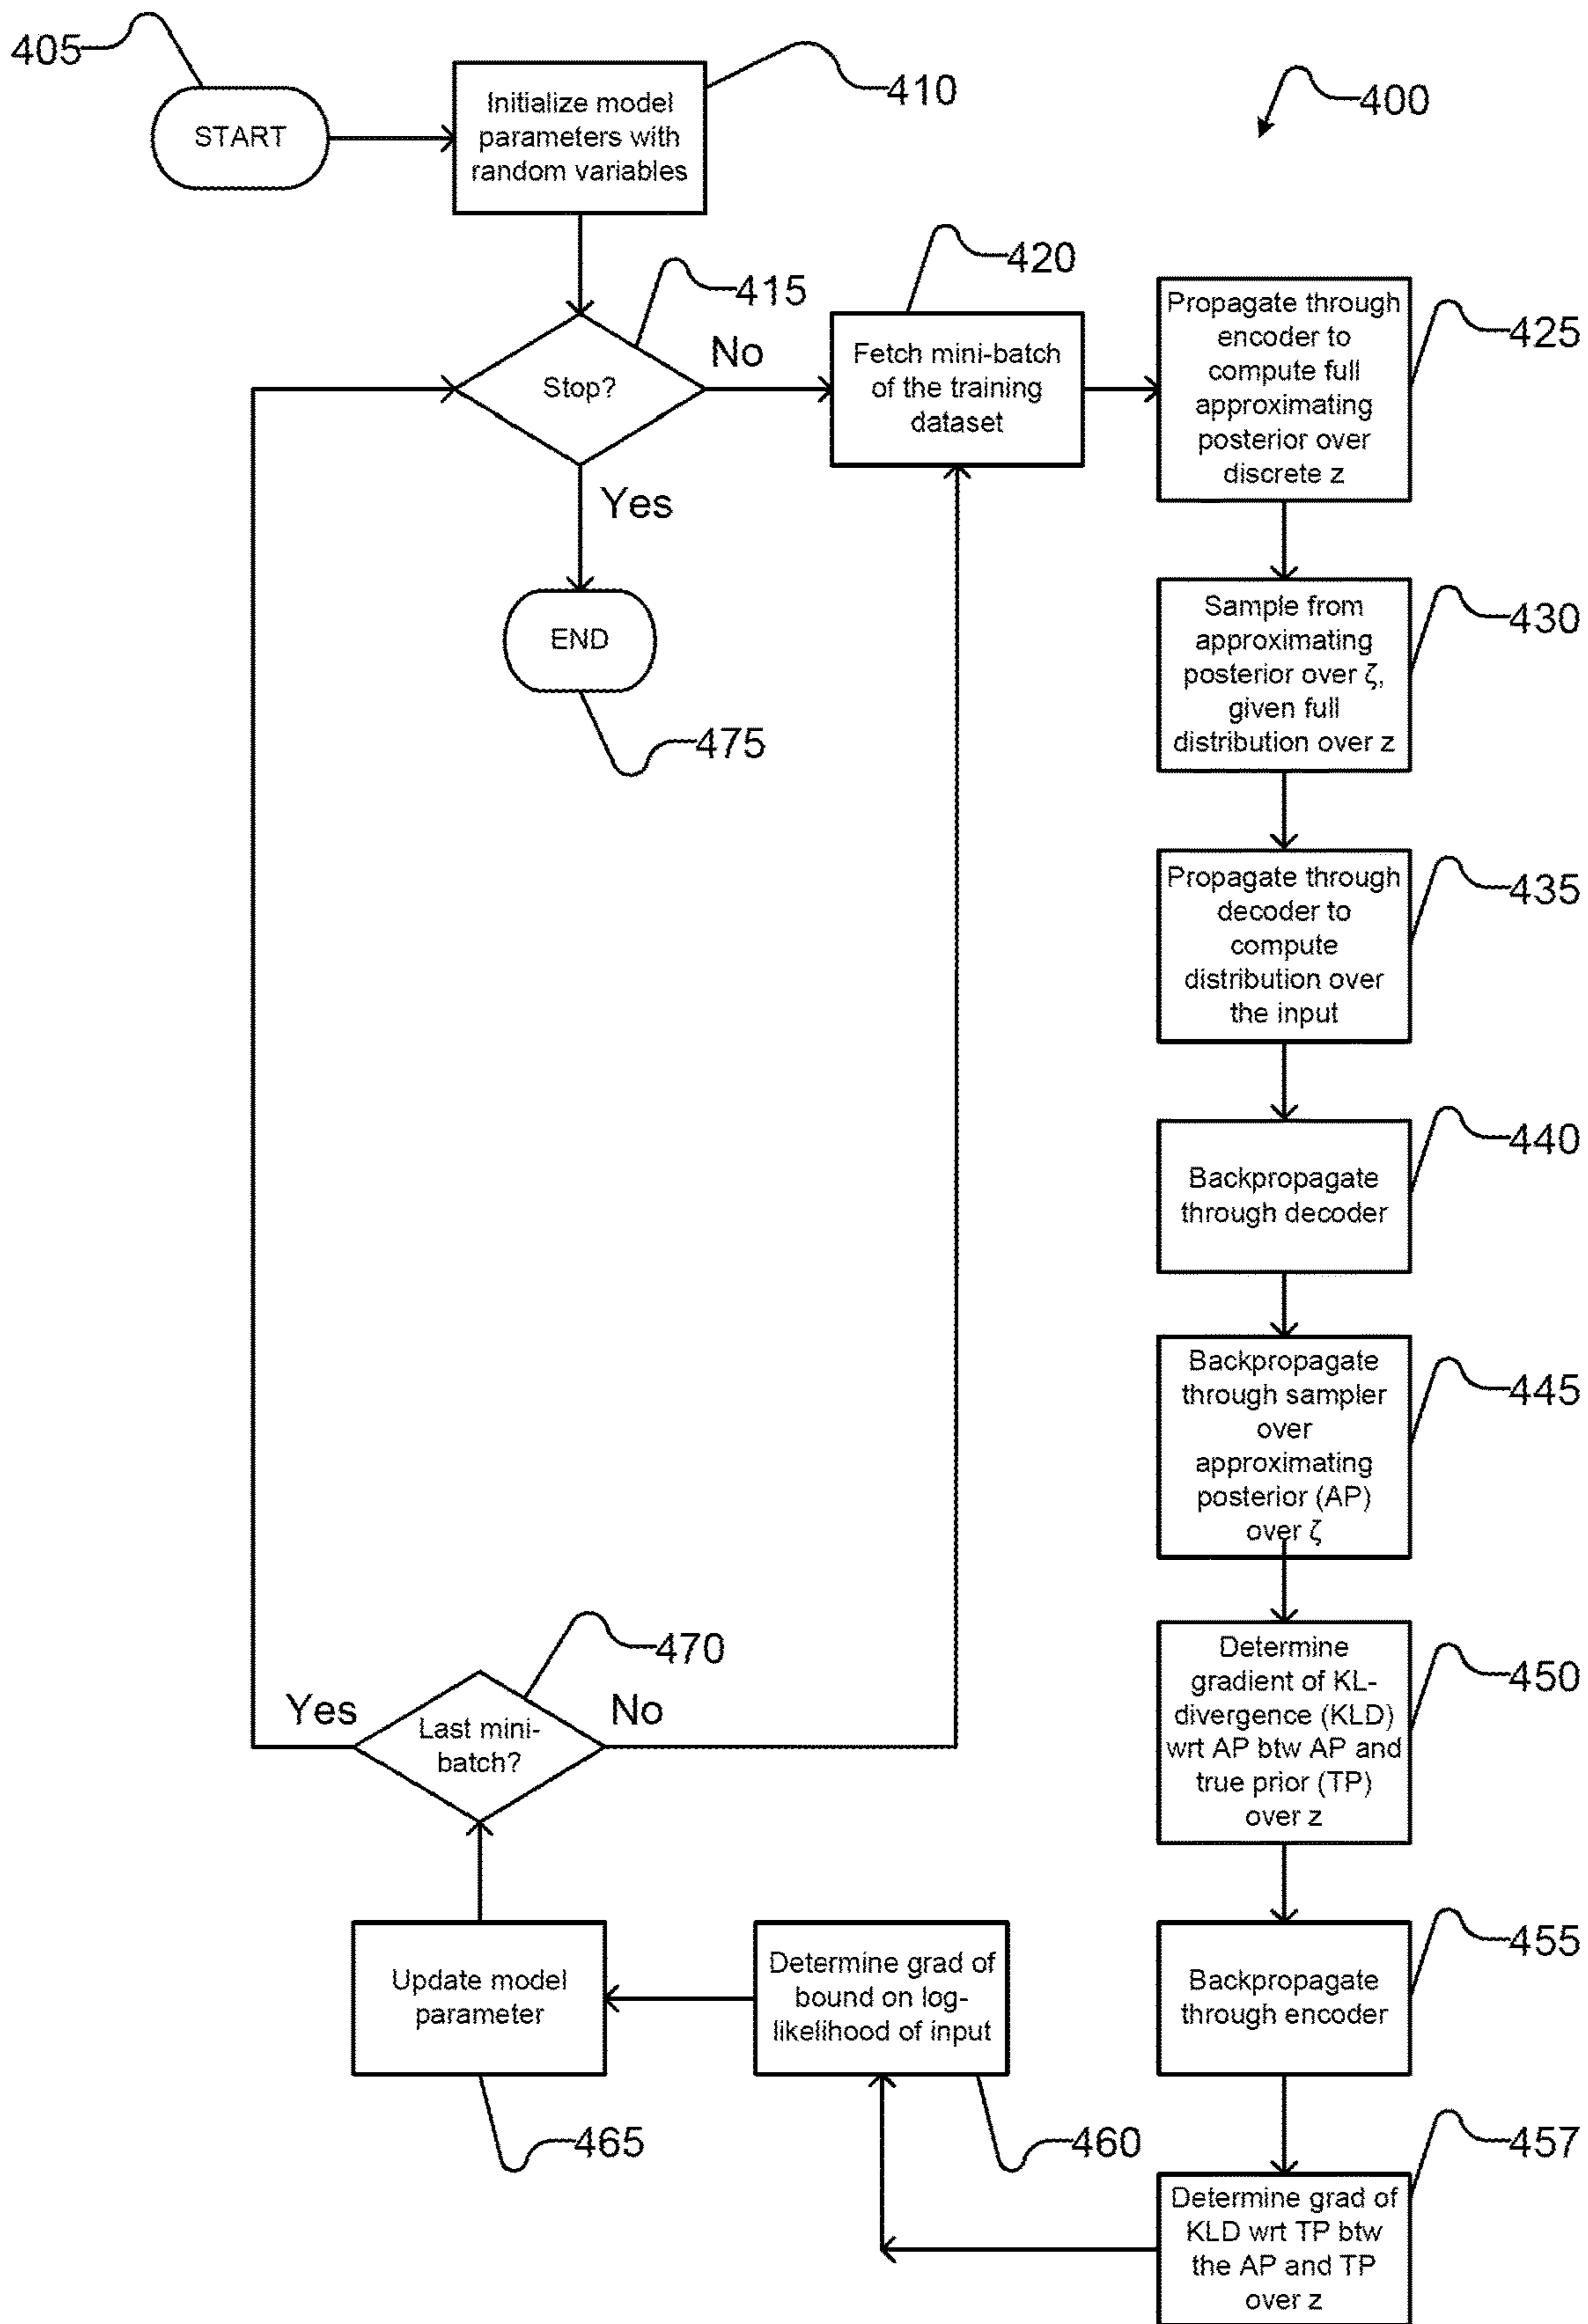 405
START
Initialize model
parameters with
random variables
410
400
415
Stop?
No
Yes
420
Fetch mini-batch
of the training
dataset
Propagate through
encoder to
compute full
approximating
posterior over
discrete z
425
END
475
Sample from
approximating
posterior over ζ,
given full
distribution over z
430
Propagate through
decoder to
compute
distribution over
the input
435
Backpropagate
through decoder
440
Backpropagate
through sampler
over
approximating
posterior (AP)
over ζ
445
Determine
gradient of KL-
divergence (KLD)
wrt AP btw AP and
true prior (TP)
over z
450
Backpropagate
through encoder
455
Determine grad of
KLD wrt TP btw
the AP and TP
over z
457
Determine grad of
bound on log-
likelihood of input
460
Update model
parameter
465
Last mini-
batch?
470
Yes
No